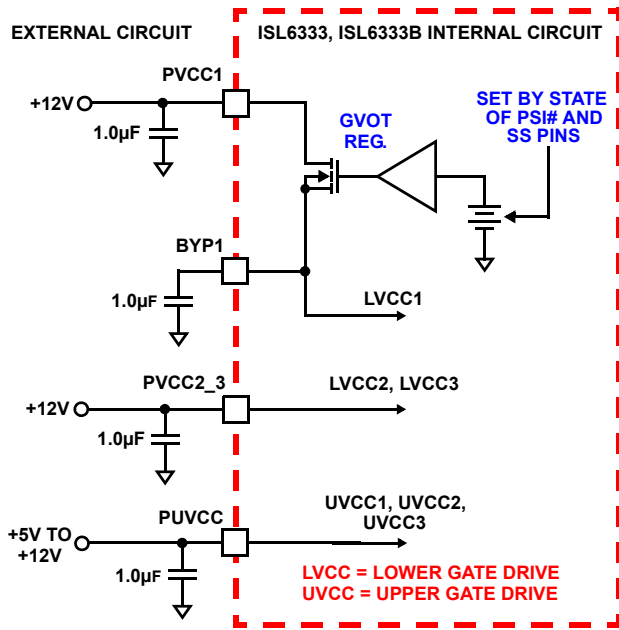 EXTERNAL CIRCUIT
ISL6333, ISL6333B INTERNAL CIRCUIT
PVCC1
+12V
1.0µF
GVOT
REG.
SET BY STATE
OF PSI# AND
SS PINS
BYP1
1.0µF
LVCC1
PVCC2_3
+12V
1.0µF
LVCC2, LVCC3
PUVCC
+5V TO
+12V
1.0µF
UVCC1, UVCC2,
UVCC3
LVCC = LOWER GATE DRIVE
UVCC = UPPER GATE DRIVE